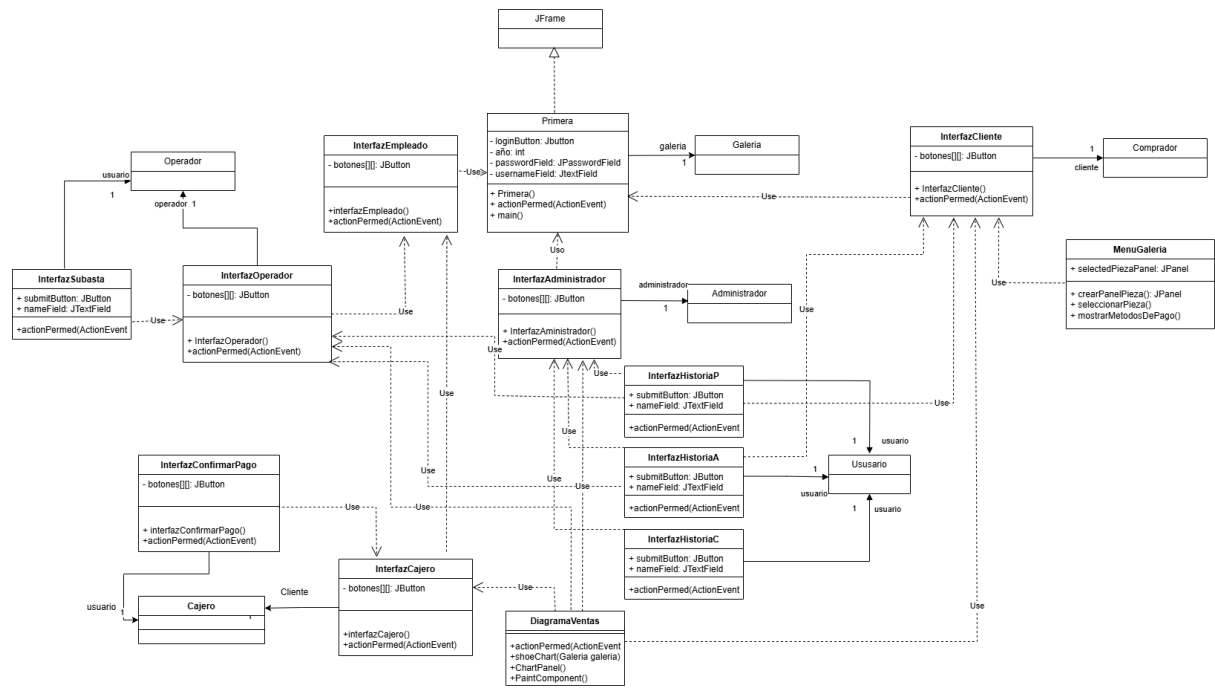 JFrame
Primera
- loginButton: Jbutton
- año: int
- passwordField: JPasswordField
- usernameField: JtextField
+ Primera()
+ actionPermed(ActionEvent)
+ main()
galeria
1
Galeria
InterfazEmpleado
- botones[][]: JButton
+interfazEmpleado()
+actionPermed(ActionEvent)
Use
InterfazCliente
- botones[][]: JButton
+ InterfazCliente()
+actionPermed(ActionEvent)
1
cliente
Comprador
Use
Operador
usuario
1
operador 1
InterfazSubasta
+ submitButton: JButton
+ nameField: JTextField
+actionPermed(ActionEvent
Use
InterfazOperador
- botones[][]: JButton
+ InterfazOperador()
+actionPermed(ActionEvent)
Use
Uso
InterfazAdministrador
- botones[][]: JButton
+ InterfazAministrador()
+actionPermed(ActionEvent)
administrador
1
Administrador
MenuGaleria
+ selectedPiezaPanel: JPanel
+ crearPanelPieza(): JPanel
+ seleccionarPieza()
+ mostrarMetodosDePago()
Use
Use
Use
Use
InterfazHistoriaP
+ submitButton: JButton
+ nameField: JTextField
+actionPermed(ActionEvent
Use
Use
1
usuario
InterfazHistoriaA
+ submitButton: JButton
+ nameField: JTextField
+actionPermed(ActionEvent
Use
Use
Use
1
usuario
Ususario
1
usuario
InterfazHistoriaC
+ submitButton: JButton
+ nameField: JTextField
+actionPermed(ActionEvent
Use
InterfazConfirmarPago
- botones[][]: JButton
+ interfazConfirmarPago()
+actionPermed(ActionEvent)
Use
Use
InterfazCajero
- botones[][]: JButton
+interfazCajero()
+actionPermed(ActionEvent)
Cliente
usuario
1
Cajero
Use
DiagramaVentas
+actionPermed(ActionEvent
+shoeChart(Galeria galeria)
+ChartPanel()
+PaintComponent()
Use